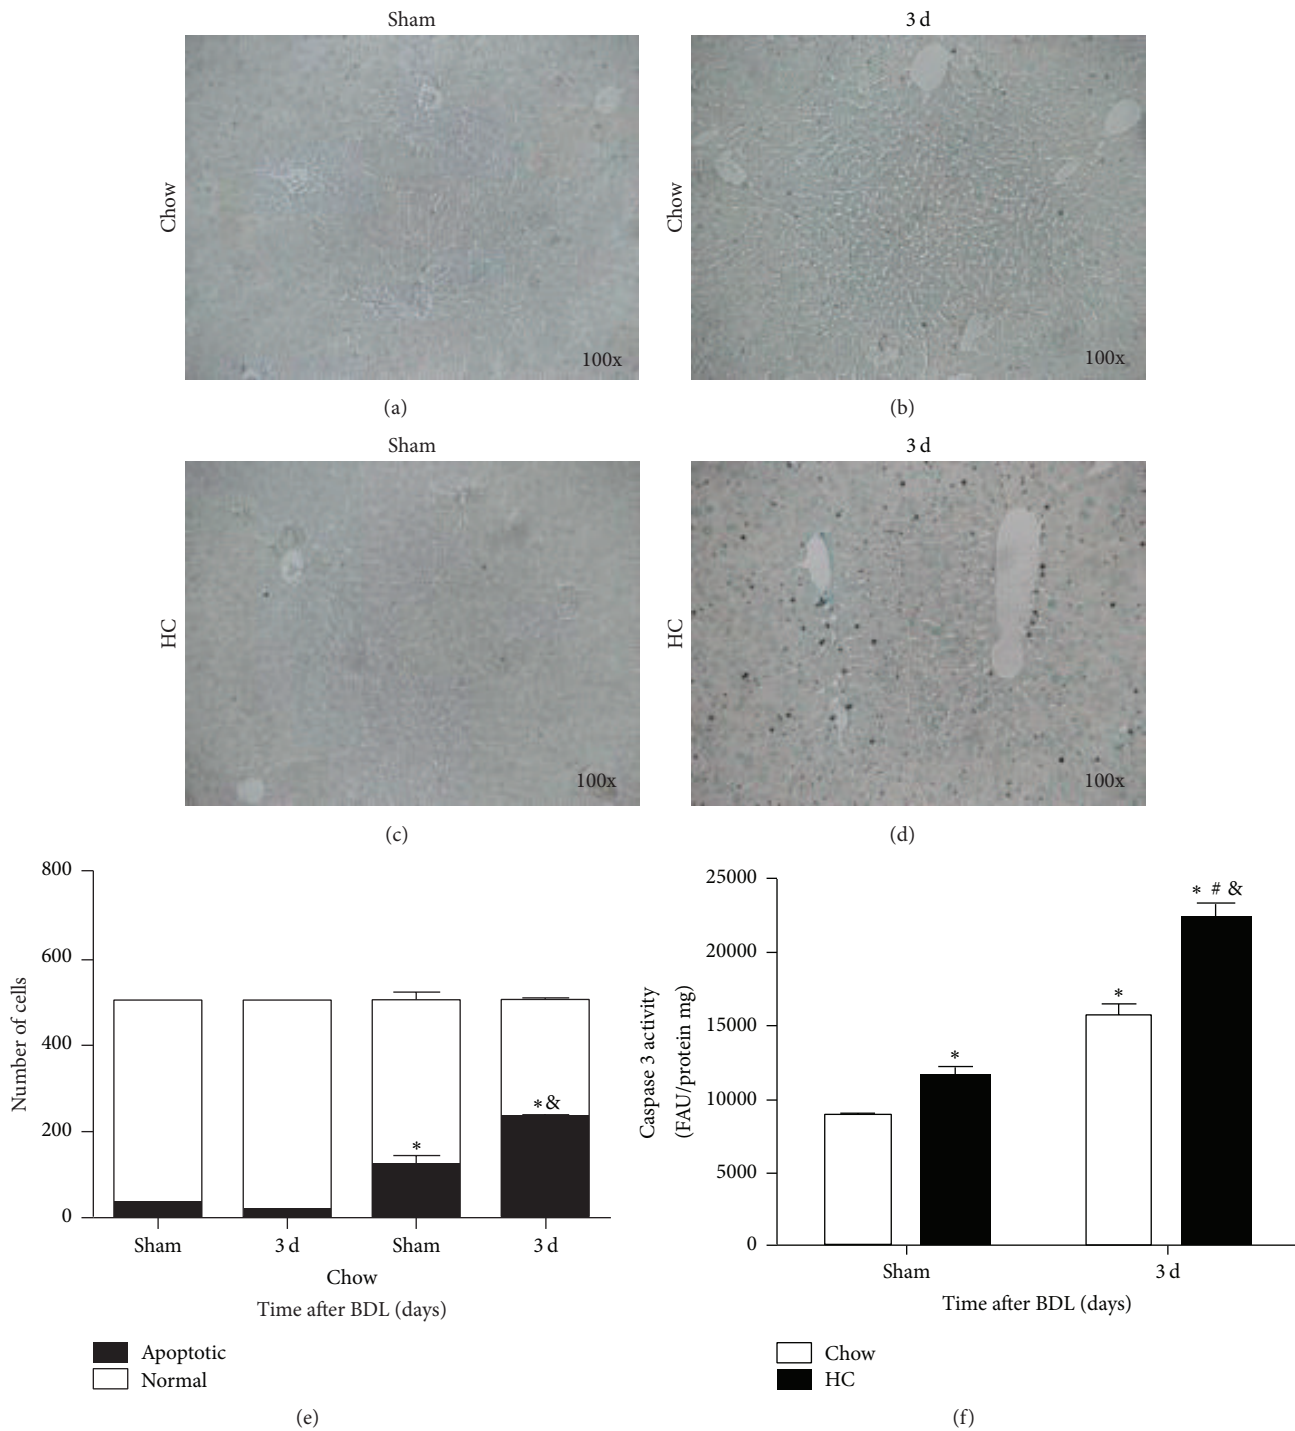 Sham
3 d
Chow
Chow
100x
100x
(a)
(b)
Sham
3 d
HC
HC
100x
100x
(c)
(d)
800
600
400
200
0
Number of cells
*
*&
Sham
3 d
Sham
3 d
Chow
Time after BDL (days)
Apoptotic
Normal
(e)
25000
20000
15000
10000
5000
0
Caspase 3 activity
(FAU/protein mg)
*
*
* # &
Sham
3 d
Time after BDL (days)
Chow
HC
(f)